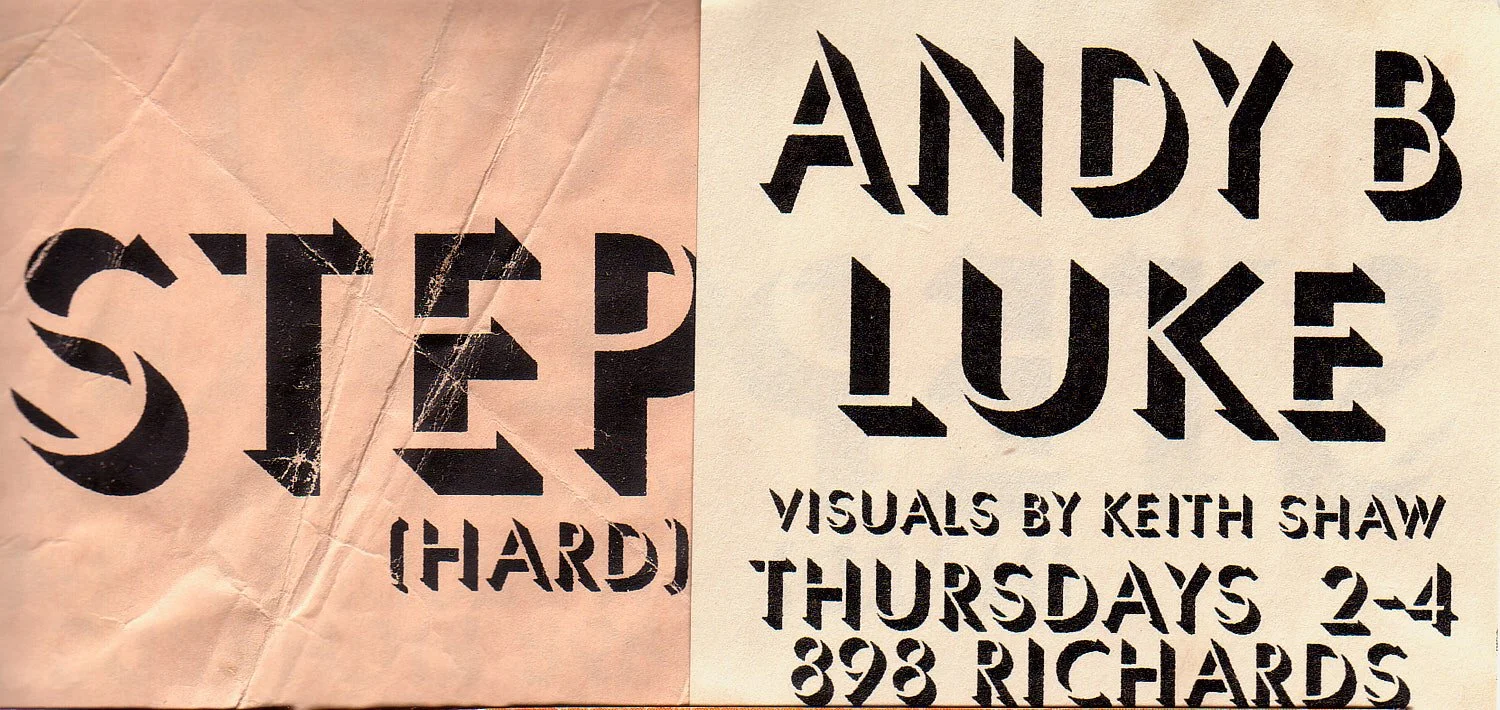 STEP
(HARD)
ANDY B
LUKE
VISUALS BY KEITH SHAW
THURSDAYS 2-4
898 RICHARDS